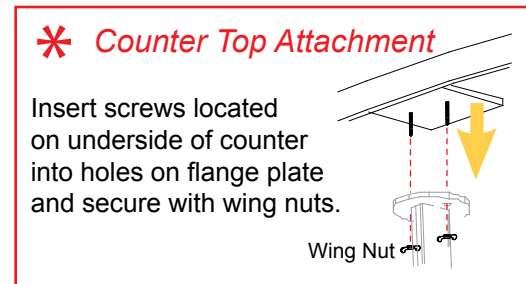 * Counter Top Attachment
Insert screws located
on underside of counter
into holes on flange plate
and secure with wing nuts.
Wing Nut